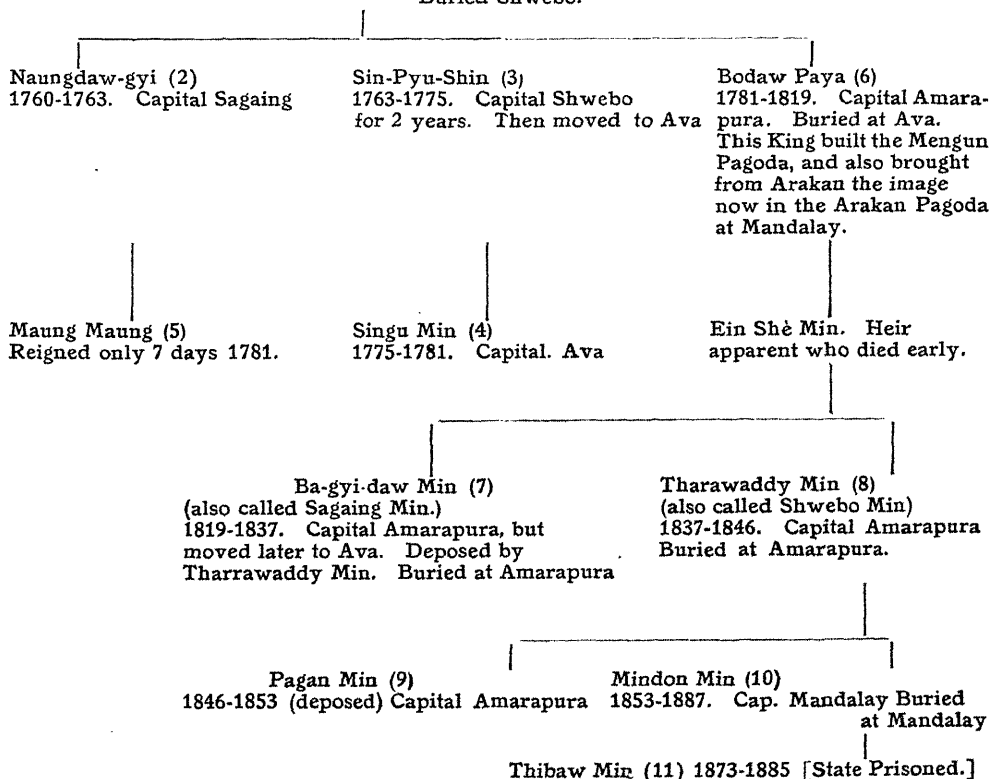 Buried Shwebo.
Naungdaw-gyi (2)
1760-1763. Capital Sagaing
Sin-Pyu-Shin (3)
1763-1775. Capital Shwebo
for 2 years. Then moved to Ava
Bodaw Paya (6)
1781-1819. Capital Amara-
pura. Buried at Ava.
This King built the Mengun
Pagoda, and also brought
from Arakan the image
now in the Arakan Pagoda
at Mandalay.
Maung Maung (5)
Reigned only 7 days 1781.
Singu Min (4)
1775-1781. Capital. Ava
Ein Shè Min. Heir
apparent who died early.
Ba-gyi-daw Min (7)
(also called Sagaing Min.)
1819-1837. Capital Amarapura, but
moved later to Ava. Deposed by
Tharrawaddy Min. Buried at Amarapura
Tharawaddy Min (8)
(also called Shwebo Min)
1837-1846. Capital Amarapura
Buried at Amarapura.
Pagan Min (9)
1846-1853 (deposed) Capital Amarapura
Mindon Min (10)
1853-1887. Cap. Mandalay Buried
at Mandalay
Thibaw Min (11) 1873-1885 [State Prisoned.]